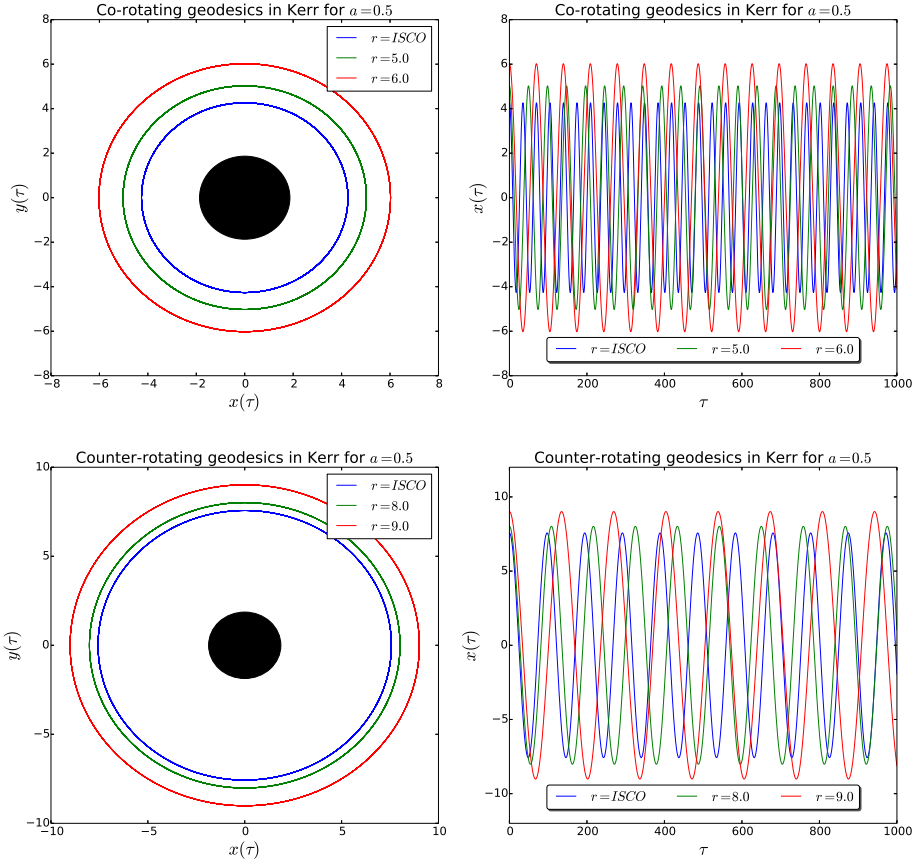 Co-rotating geodesics in Kerr for a=0.5
8
6
4
2
0
−2
−4
−6
−8
y(τ)
r=ISCO
r=5.0
r=6.0
−8 −6 −4 −2 0 2 4 6 8
x(τ)
Co-rotating geodesics in Kerr for a=0.5
8
6
4
2
0
−2
−4
−6
−8
x(τ)
r=ISCO r=5.0 r=6.0
0 200 400 600 800 1000
τ
Counter-rotating geodesics in Kerr for a=0.5
10
5
0
−5
−10
y(τ)
r=ISCO
r=8.0
r=9.0
−10 −5 0 5 10
x(τ)
Counter-rotating geodesics in Kerr for a=0.5
10
5
0
−5
−10
x(τ)
r=ISCO r=8.0 r=9.0
0 200 400 600 800 1000
τ